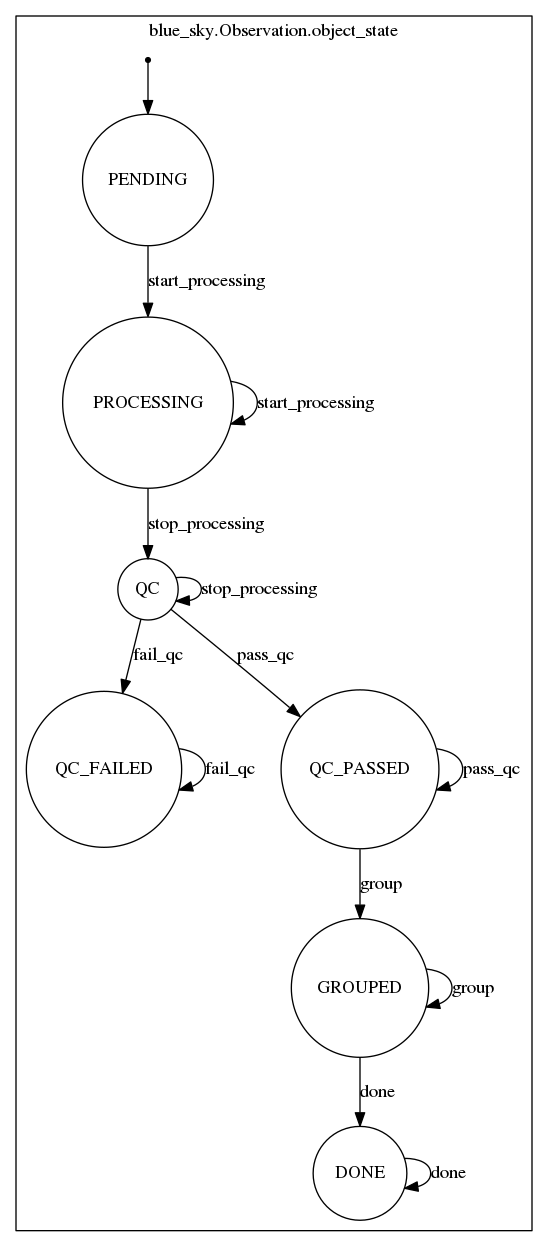 blue_sky.Observation.object_state
PENDING
start_processing
PROCESSING
start_processing
stop_processing
QC
stop_processing
fail_qc
pass_qc
QC_FAILED
fail_qc
QC_PASSED
pass_qc
group
GROUPED
group
done
DONE
done